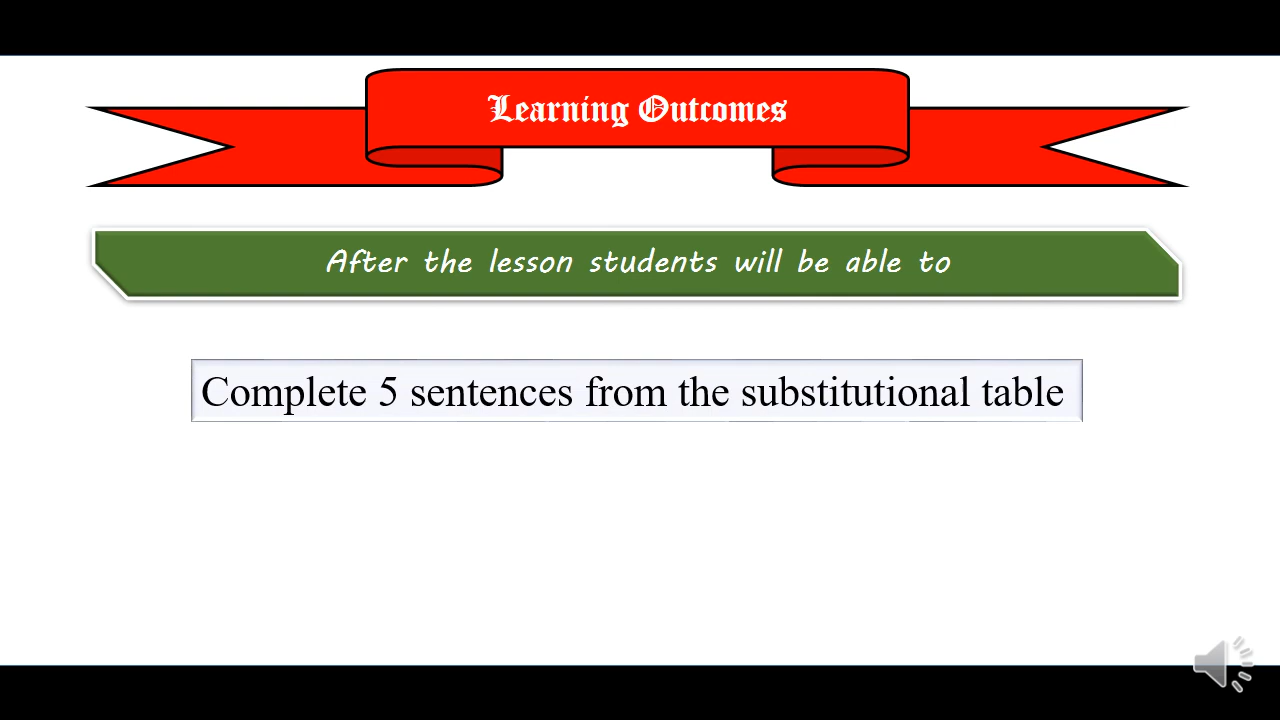 Learning Outcomes
After the lesson students will be able to
Complete 5 sentences from the substitutional table